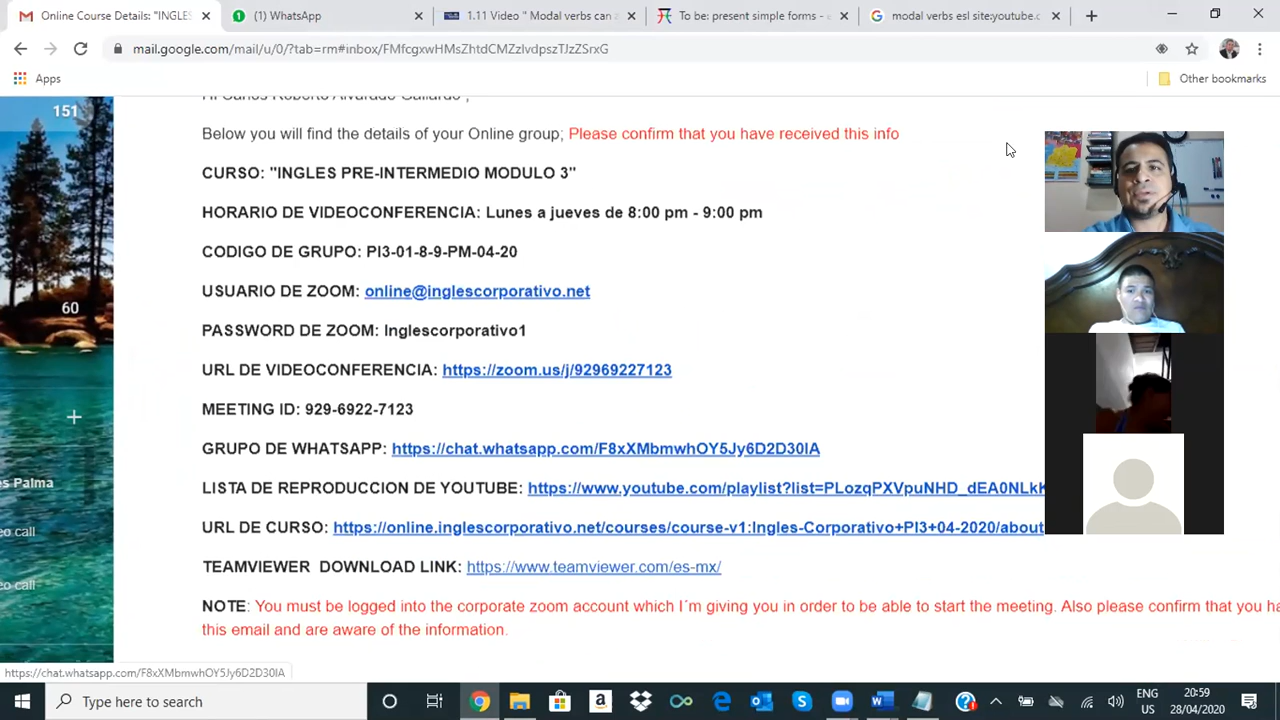 Online Course Details: "INGLES
(1) WhatsApp
1.11 Video " Modal verbs can
To be: present simple forms - e
modal verbs esl site:youtube.c
mail.google.com/mail/u/0/?tab=rm#inbox/FMfcgxwHMsZhtdCMZzlvdpszTJzZSrxG
Apps
Other bookmarks
151
Hi Carlos Roberto Alvarado Gallardo ,
Below you will find the details of your Online group; Please confirm that you have received this info
CURSO: "INGLES PRE-INTERMEDIO MODULO 3"
HORARIO DE VIDEOCONFERENCIA: Lunes a jueves de 8:00 pm - 9:00 pm
CODIGO DE GRUPO: PI3-01-8-9-PM-04-20
USUARIO DE ZOOM: online@inglescorporativo.net
60
PASSWORD DE ZOOM: Inglescorporativo1
URL DE VIDEOCONFERENCIA: https://zoom.us/j/92969227123
MEETING ID: 929-6922-7123
GRUPO DE WHATSAPP: https://chat.whatsapp.com/F8xXMbmwhOY5Jy6D2D30IA
es Palma
LISTA DE REPRODUCCION DE YOUTUBE: https://www.youtube.com/playlist?list=PLozqPXVpuNHD_dEA0NLkK
eo call
URL DE CURSO: https://online.inglescorporativo.net/courses/course-v1:Ingles-Corporativo+PI3+04-2020/about
TEAMVIEWER DOWNLOAD LINK: https://www.teamviewer.com/es-mx/
eo call
NOTE: You must be logged into the corporate zoom account which I´m giving you in order to be able to start the meeting. Also please confirm that you ha
this email and are aware of the information.
https://chat.whatsapp.com/F8xXMbmwhOY5Jy6D2D30IA
Type here to search
ENG
US
20:59
28/04/2020